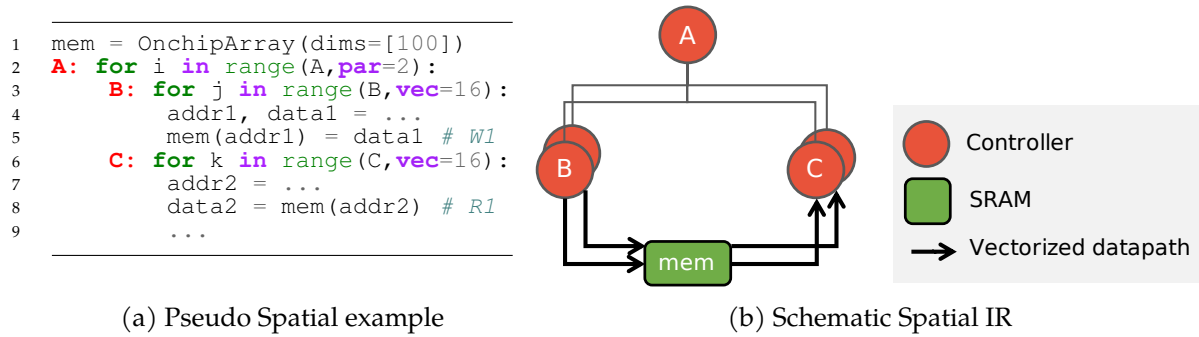 1 mem = OnchipArray(dims=[100])
2 A: for i in range(A,par=2):
3 B: for j in range(B,vec=16):
4 addr1, data1 = ...
5 mem(addr1) = data1 # W1
6 C: for k in range(C,vec=16):
7 addr2 = ...
8 data2 = mem(addr2) # R1
9 ...
(a) Pseudo Spatial example
A
B
C
mem
Controller
SRAM
Vectorized datapath
(b) Schematic Spatial IR